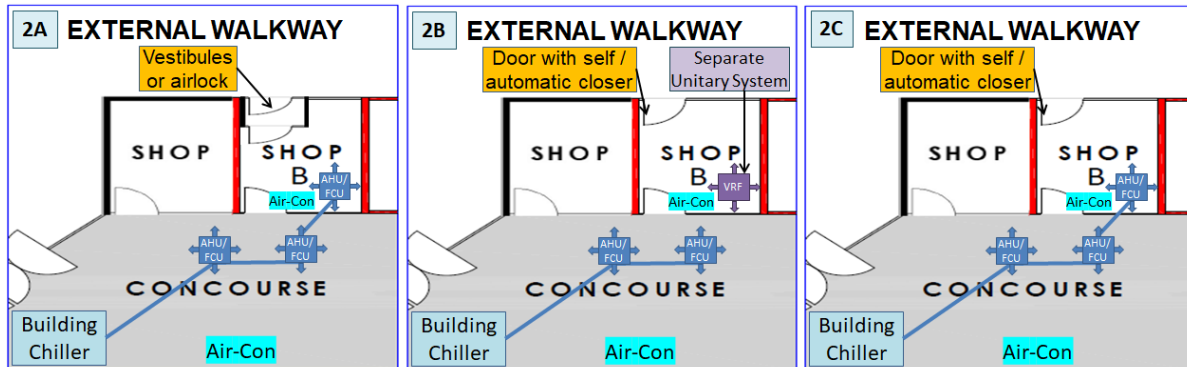 2A
EXTERNAL WALKWAY
Vestibules
or airlock
SHOP
SHOP
B
AHU/
FCU
Air-Con
AHU/
FCU
AHU/
FCU
CONCOURSE
Building
Chiller
Air-Con
2B
EXTERNAL WALKWAY
Door with self /
automatic closer
Separate
Unitary System
SHOP
SHOP
B
VRF
Air-Con
AHU/
FCU
AHU/
FCU
CONCOURSE
Building
Chiller
Air-Con
2C
EXTERNAL WALKWAY
Door with self /
automatic closer
SHOP
SHOP
B
AHU/
FCU
Air-Con
AHU/
FCU
AHU/
FCU
CONCOURSE
Building
Chiller
Air-Con